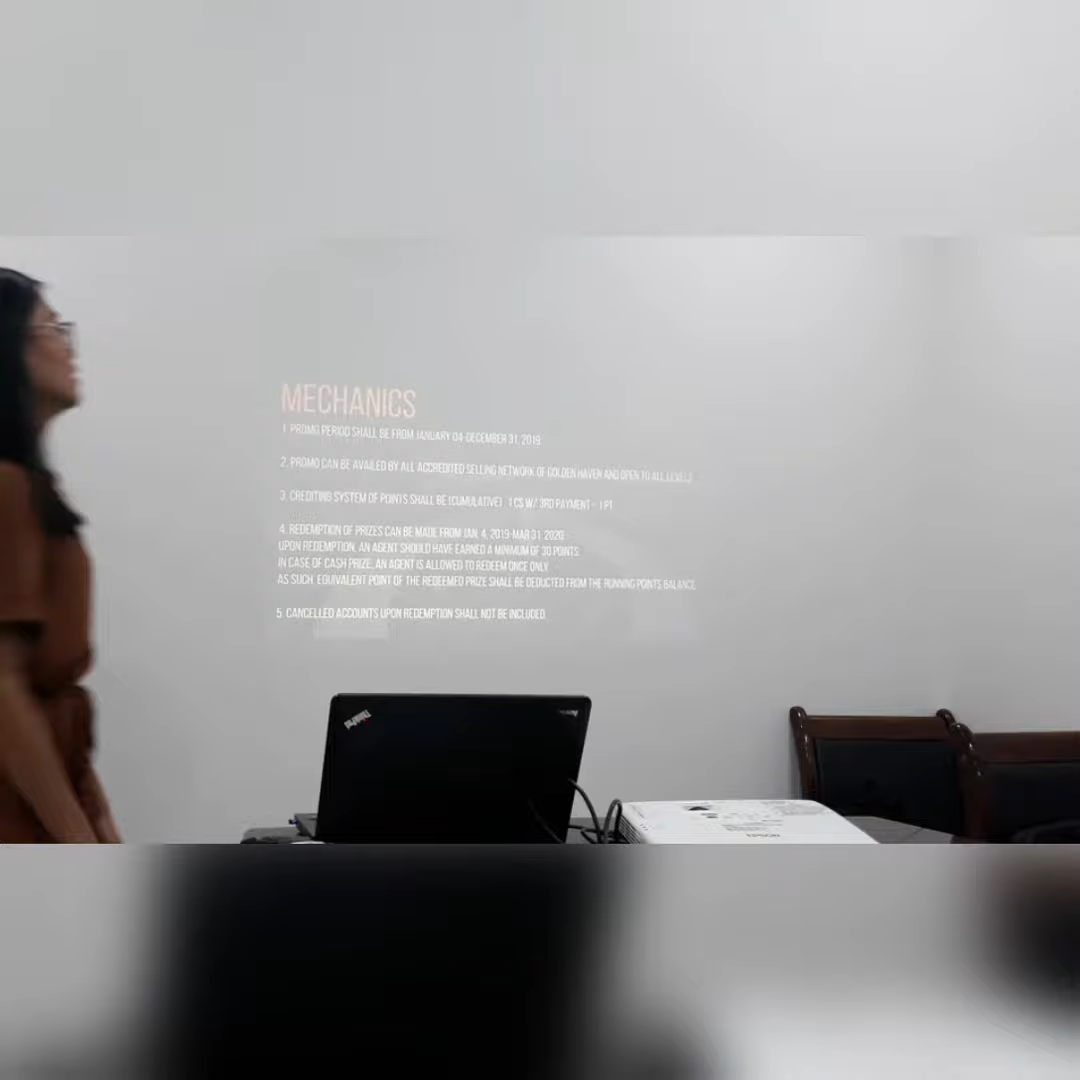 MECHANICS
1. PROMO PERIOD SHALL BE FROM JANUARY 04-DECEMBER 31, 2019.
2. PROMO CAN BE AVAILED BY ALL ACCREDITED SELLING NETWORK OF GOLDEN HAVEN AND OPEN TO ALL LEVELS
3. CREDITING SYSTEM OF POINTS SHALL BE (CUMULATIVE) : 1 CS W/ 3RD PAYMENT - 1 PT
4. REDEMPTION OF PRIZES CAN BE MADE FROM JAN. 4, 2019-MAR 31, 2020 -
UPON REDEMPTION, AN AGENT SHOULD HAVE EARNED A MINIMUM OF 30 POINTS.
IN CASE OF CASH PRIZE, AN AGENT IS ALLOWED TO REDEEM ONCE ONLY.
AS SUCH EQUIVALENT POINT OF THE REDEEMED PRIZE SHALL BE DEDUCTED FROM THE RUNNING POINTS BALANCE.
5. CANCELLED ACCOUNTS UPON REDEMPTION SHALL NOT BE INCLUDED.
ThinkPad
EPSON